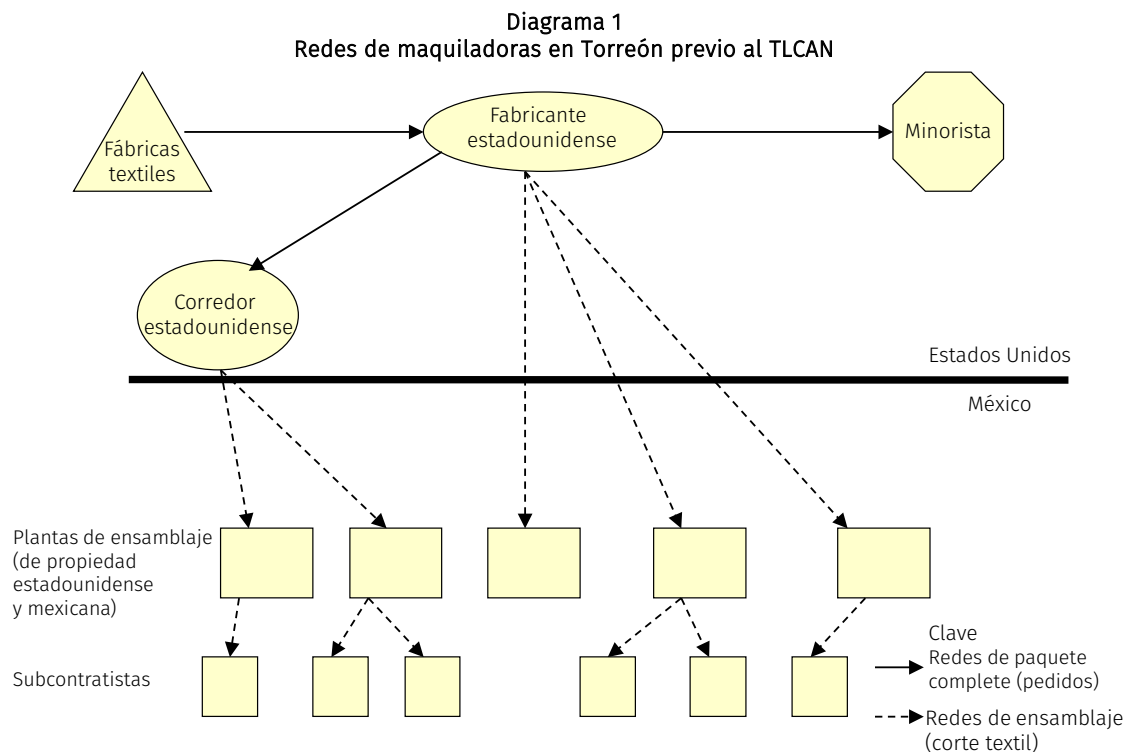 Diagrama 1
Redes de maquiladoras en Torreón previo al TLCAN
Fábricas
textiles
Fabricante
estadounidense
Minorista
Corredor
estadounidense
Estados Unidos
México
Plantas de ensamblaje
(de propiedad
estadounidense
y mexicana)
Subcontratistas
Clave
Redes de paquete
complete (pedidos)
Redes de ensamblaje
(corte textil)